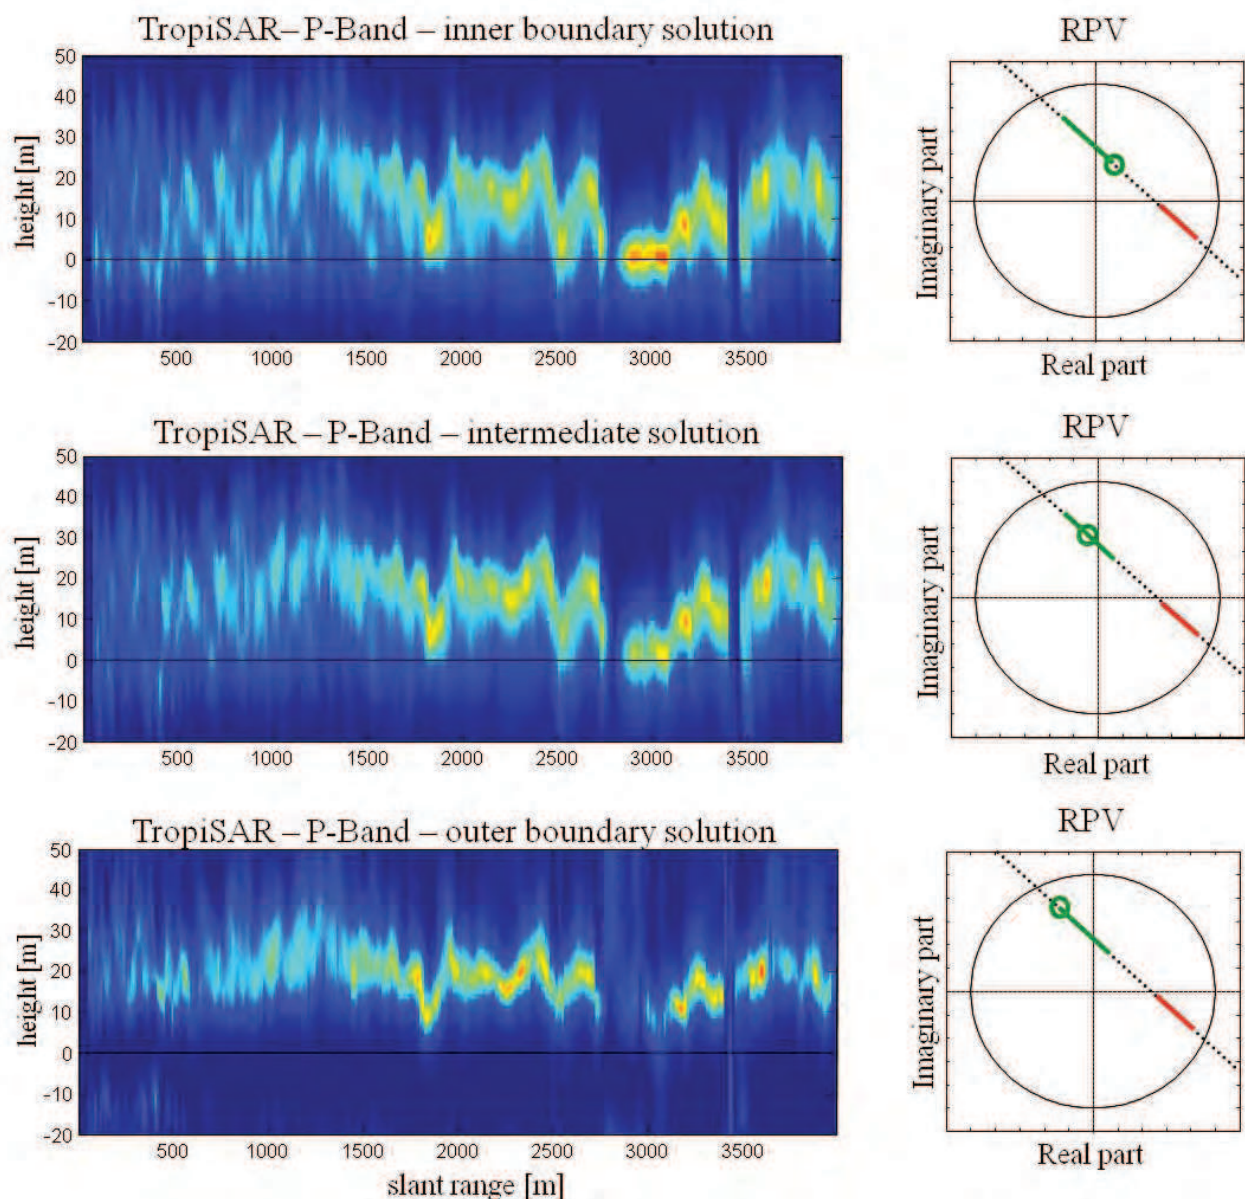 TropiSAR– P-Band – inner boundary solution
RPV
50
40
30
20
10
0
-10
-20
height [m]
500 1000 1500 2000 2500 3000 3500
Imaginary part
Real part
TropiSAR – P-Band – intermediate solution
RPV
50
40
30
20
10
0
-10
-20
height [m]
500 1000 1500 2000 2500 3000 3500
Imaginary part
Real part
TropiSAR – P-Band – outer boundary solution
RPV
50
40
30
20
10
0
-10
-20
height [m]
500 1000 1500 2000 2500 3000 3500
slant range [m]
Imaginary part
Real part